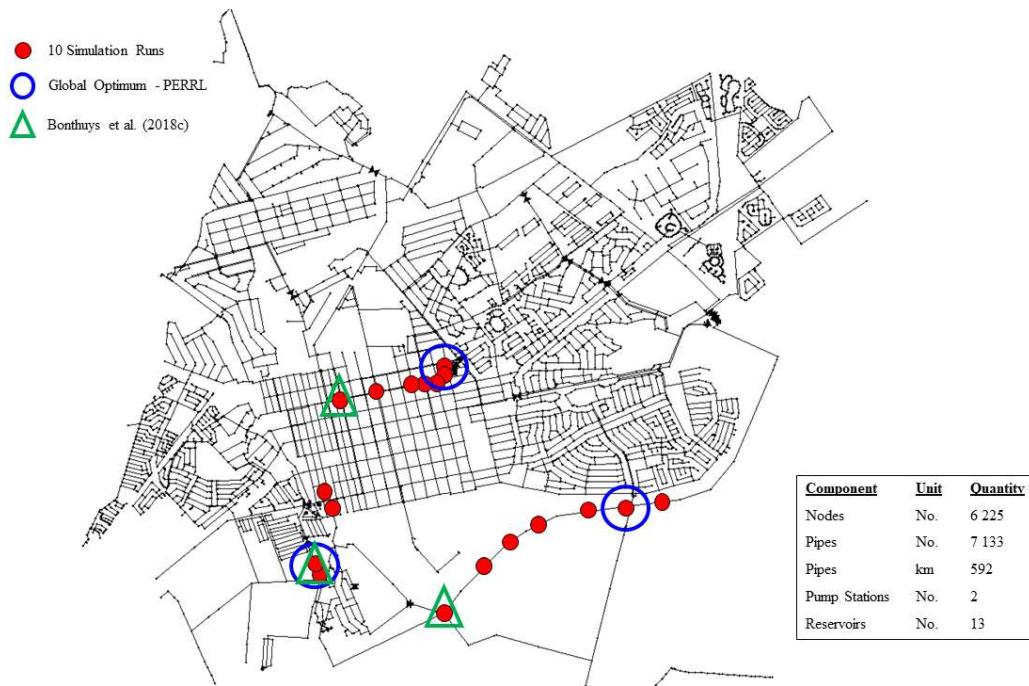 10 Simulation Runs
Global Optimum - PERRL
Bonthuys et al. (2018c)
Component Unit Quantity
Nodes No. 6 225
Pipes No. 7 133
Pipes km 592
Pump Stations No. 2
Reservoirs No. 13